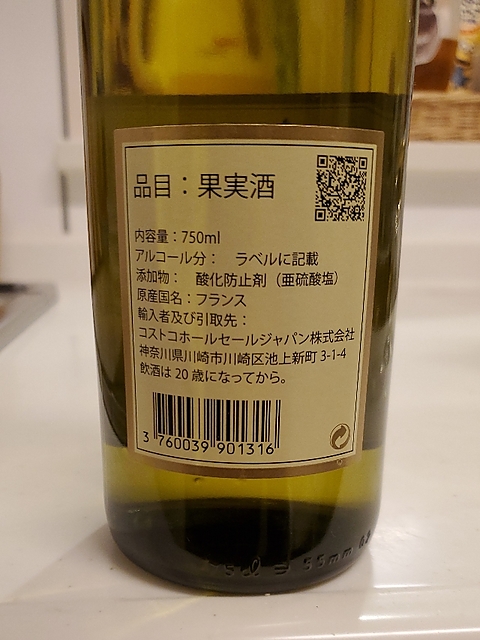 品目：果実酒
内容量：750ml
アルコール分：　ラベルに記載
添加物：　酸化防止剤（亜硫酸塩）
原産国名：フランス
輸入者及び引取先：
コストコホールセールジャパン株式会社
神奈川県川崎市川崎区池上新町 3-1-4
飲酒は 20 歳になってから。
3 760039 901316
55mm